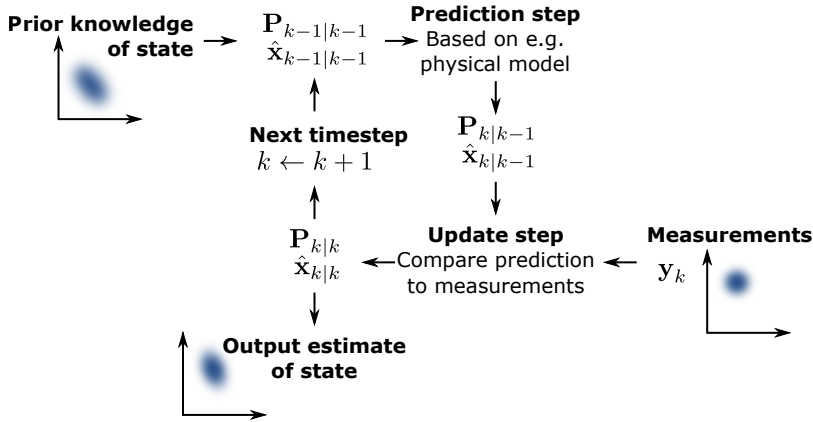 Prior knowledge
of state
P_{k−1|k−1}
x̂_{k−1|k−1}
Prediction step
Based on e.g.
physical model
P_{k|k−1}
x̂_{k|k−1}
Next timestep
k ← k + 1
Update step
Compare prediction
to measurements
Measurements
y_k
P_{k|k}
x̂_{k|k}
Output estimate
of state